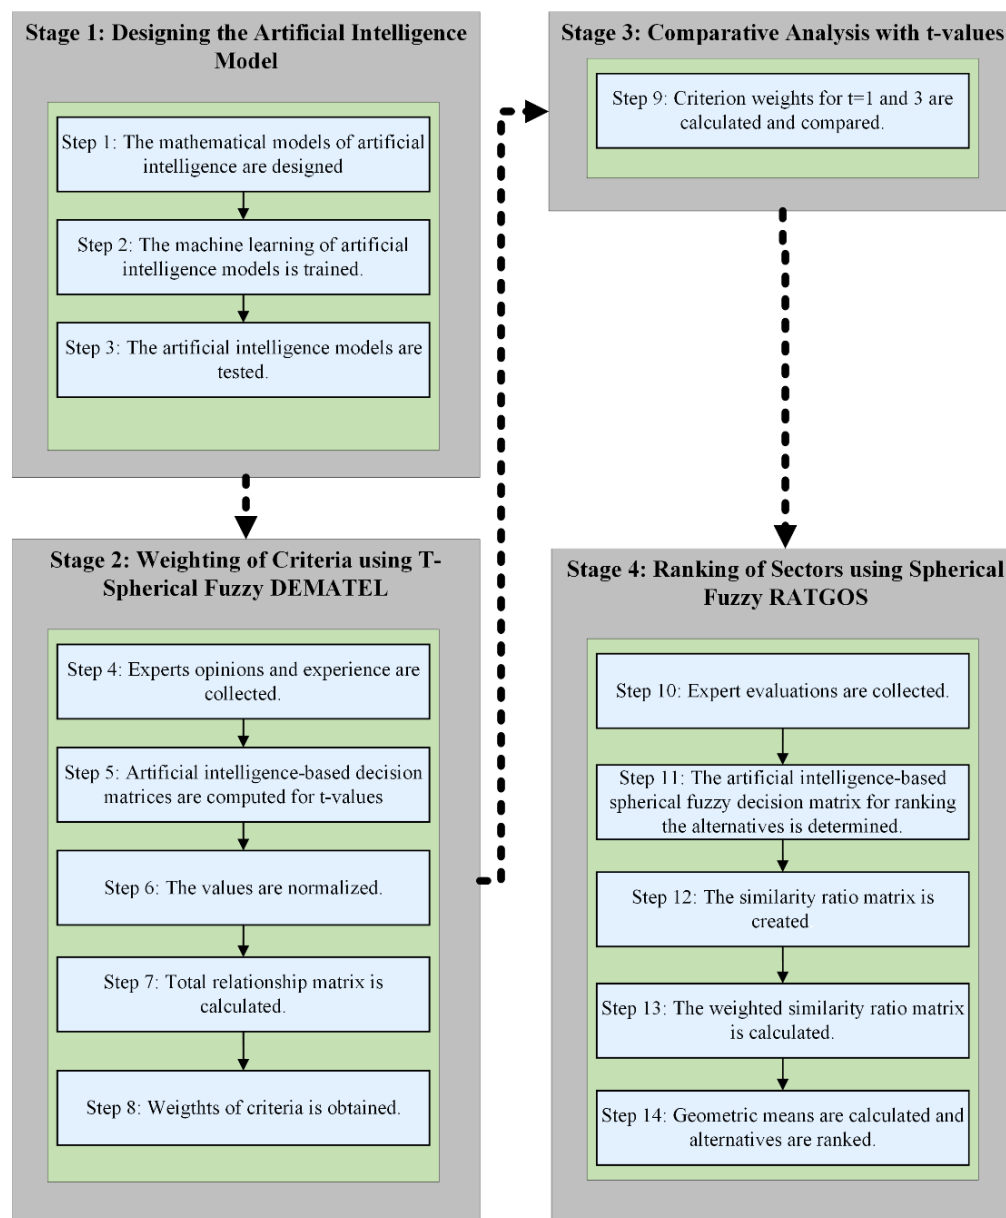 Stage 1: Designing the Artificial Intelligence
Model
Step 1: The mathematical models of artificial
intelligence are designed
Step 2: The machine learning of artificial
intelligence models is trained.
Step 3: The artificial intelligence models are
tested.
Stage 2: Weighting of Criteria using T-
Spherical Fuzzy DEMATEL
Step 4: Experts opinions and experience are
collected.
Step 5: Artificial intelligence-based decision
matrices are computed for t-values
Step 6: The values are normalized.
Step 7: Total relationship matrix is
calculated.
Step 8: Weigthts of criteria is obtained.
Stage 3: Comparative Analysis with t-values
Step 9: Criterion weights for t=1 and 3 are
calculated and compared.
Stage 4: Ranking of Sectors using Spherical
Fuzzy RATGOS
Step 10: Expert evaluations are collected.
Step 11: The artificial intelligence-based
spherical fuzzy decision matrix for ranking
the alternatives is determined.
Step 12: The similarity ratio matrix is
created
Step 13: The weighted similarity ratio matrix
is calculated.
Step 14: Geometric means are calculated and
alternatives are ranked.